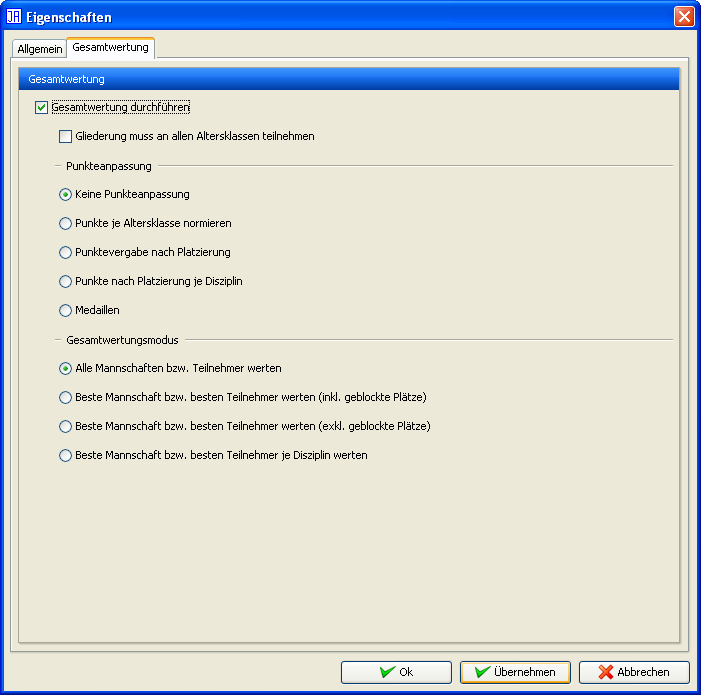 JA Eigenschaften
Allgemein Gesamtwertung
Gesamtwertung
Gesamtwertung durchführen
Gliederung muss an allen Altersklassen teilnehmen
Punkteanpassung
Keine Punkteanpassung
Punkte je Altersklasse normieren
Punktevergabe nach Platzierung
Punkte nach Platzierung je Disziplin
Medaillen
Gesamtwertungsmodus
Alle Mannschaften bzw. Teilnehmer werten
Beste Mannschaft bzw. besten Teilnehmer werten (inkl. geblockte Plätze)
Beste Mannschaft bzw. besten Teilnehmer werten (exkl. geblockte Plätze)
Beste Mannschaft bzw. besten Teilnehmer je Disziplin werten
Ok Übernehmen Abbrechen